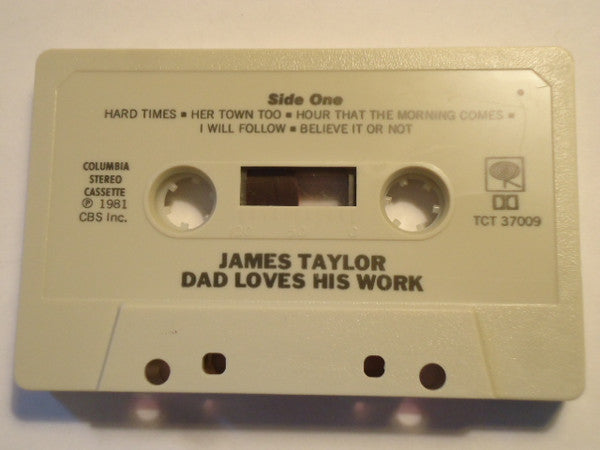 Side One
HARD TIMES ▪ HER TOWN TOO ▪ HOUR THAT THE MORNING COMES ▪
I WILL FOLLOW ▪ BELIEVE IT OR NOT
COLUMBIA
STEREO
CASSETTE
℗ 1981
CBS Inc.
TCT 37009
JAMES TAYLOR
DAD LOVES HIS WORK